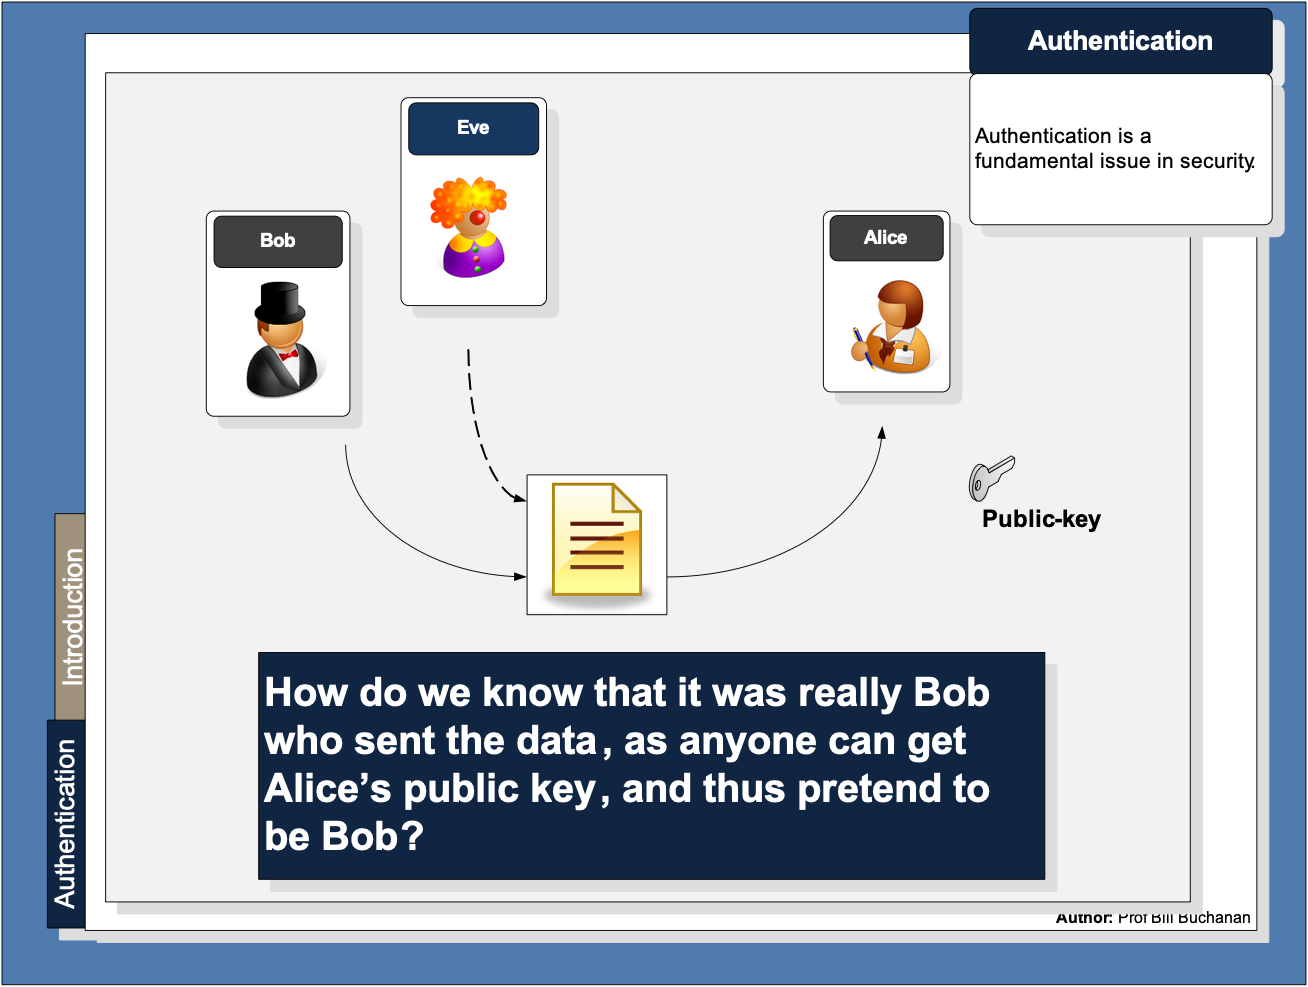 Authentication
Authentication is a
fundamental issue in security.
Eve
Bob
Alice
Public-key
How do we know that it was really Bob
who sent the data, as anyone can get
Alice's public key, and thus pretend to
be Bob?
Introduction
Authentication
Author: Prof Bill Buchanan